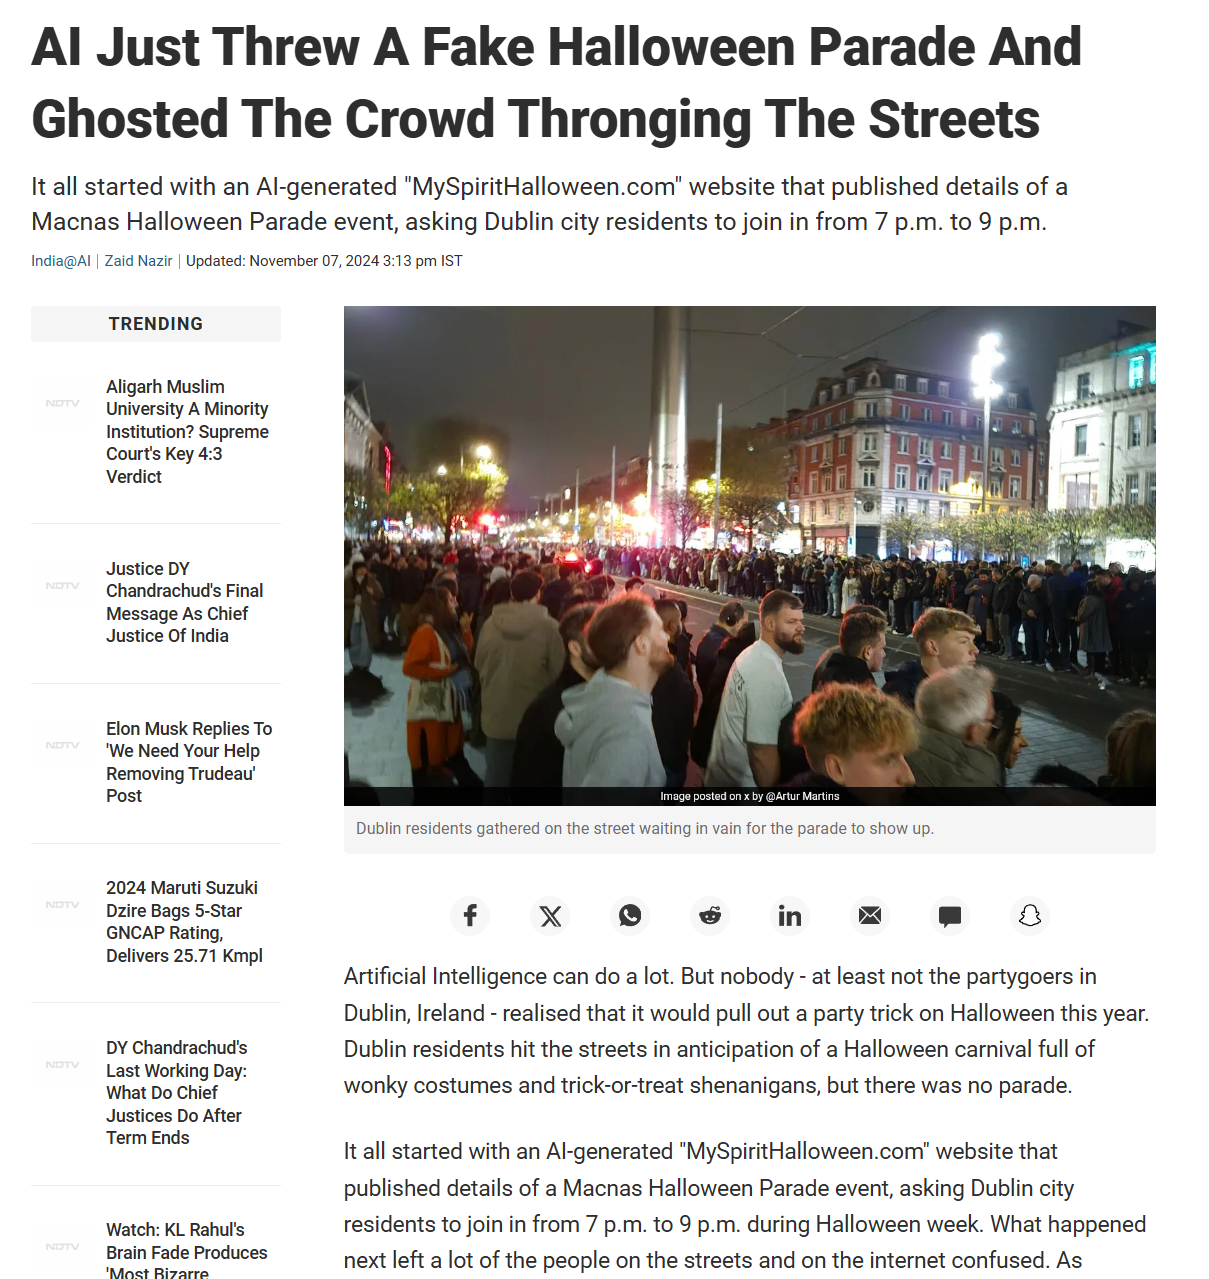 AI Just Threw A Fake Halloween Parade And
Ghosted The Crowd Thronging The Streets
It all started with an AI-generated "MySpiritHalloween.com" website that published details of a
Macnas Halloween Parade event, asking Dublin city residents to join in from 7 p.m. to 9 p.m.
India@AI | Zaid Nazir | Updated: November 07, 2024 3:13 pm IST
TRENDING
NDTV
Aligarh Muslim
University A Minority
Institution? Supreme
Court's Key 4:3
Verdict
NDTV
Justice DY
Chandrachud's Final
Message As Chief
Justice Of India
NDTV
Elon Musk Replies To
'We Need Your Help
Removing Trudeau'
Post
NDTV
2024 Maruti Suzuki
Dzire Bags 5-Star
GNCAP Rating,
Delivers 25.71 Kmpl
NDTV
DY Chandrachud's
Last Working Day:
What Do Chief
Justices Do After
Term Ends
NDTV
Watch: KL Rahul's
Brain Fade Produces
'Most Bizarre
Image posted on x by @Artur Martins
Dublin residents gathered on the street waiting in vain for the parade to show up.
Artificial Intelligence can do a lot. But nobody - at least not the partygoers in
Dublin, Ireland - realised that it would pull out a party trick on Halloween this year.
Dublin residents hit the streets in anticipation of a Halloween carnival full of
wonky costumes and trick-or-treat shenanigans, but there was no parade.
It all started with an AI-generated "MySpiritHalloween.com" website that
published details of a Macnas Halloween Parade event, asking Dublin city
residents to join in from 7 p.m. to 9 p.m. during Halloween week. What happened
next left a lot of the people on the streets and on the internet confused. As